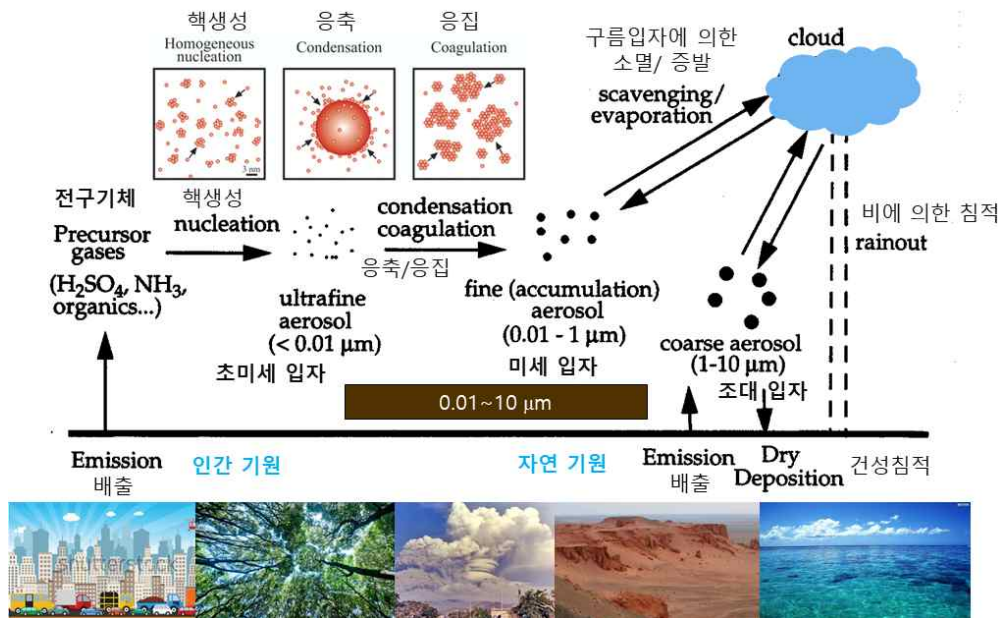 핵생성
Homogeneous
nucleation
응축
Condensation
응집
Coagulation
3 nm
구름입자에 의한
소멸/ 증발
scavenging/
evaporation
cloud
전구기체
Precursor
gases
(H₂SO₄, NH₃,
organics...)
핵생성
nucleation
condensation
coagulation
응축/응집
ultrafine
aerosol
(< 0.01 μm)
초미세 입자
fine (accumulation)
aerosol
(0.01 - 1 μm)
미세 입자
비에 의한 침적
rainout
coarse aerosol
(1-10 μm)
조대 입자
0.01~10 μm
Emission
배출
인간 기원
자연 기원
Emission
배출
Dry
Deposition
건성침적
shutterstock